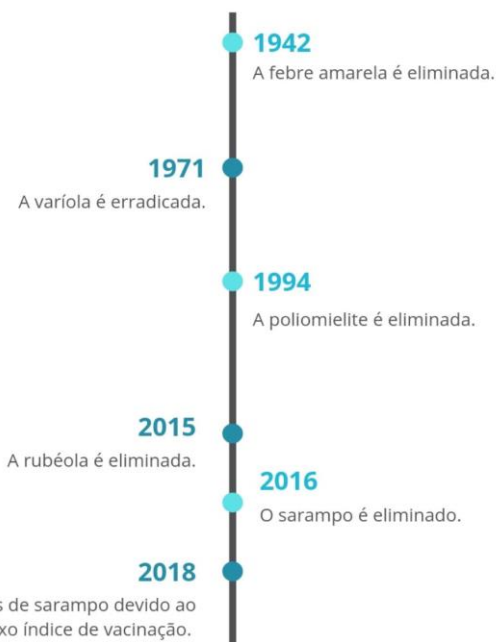 1942
A febre amarela é eliminada.
1971
A varíola é erradicada.
1994
A poliomielite é eliminada.
2015
A rubéola é eliminada.
2016
O sarampo é eliminado.
2018
de sarampo devido ao
índice de vacinação.